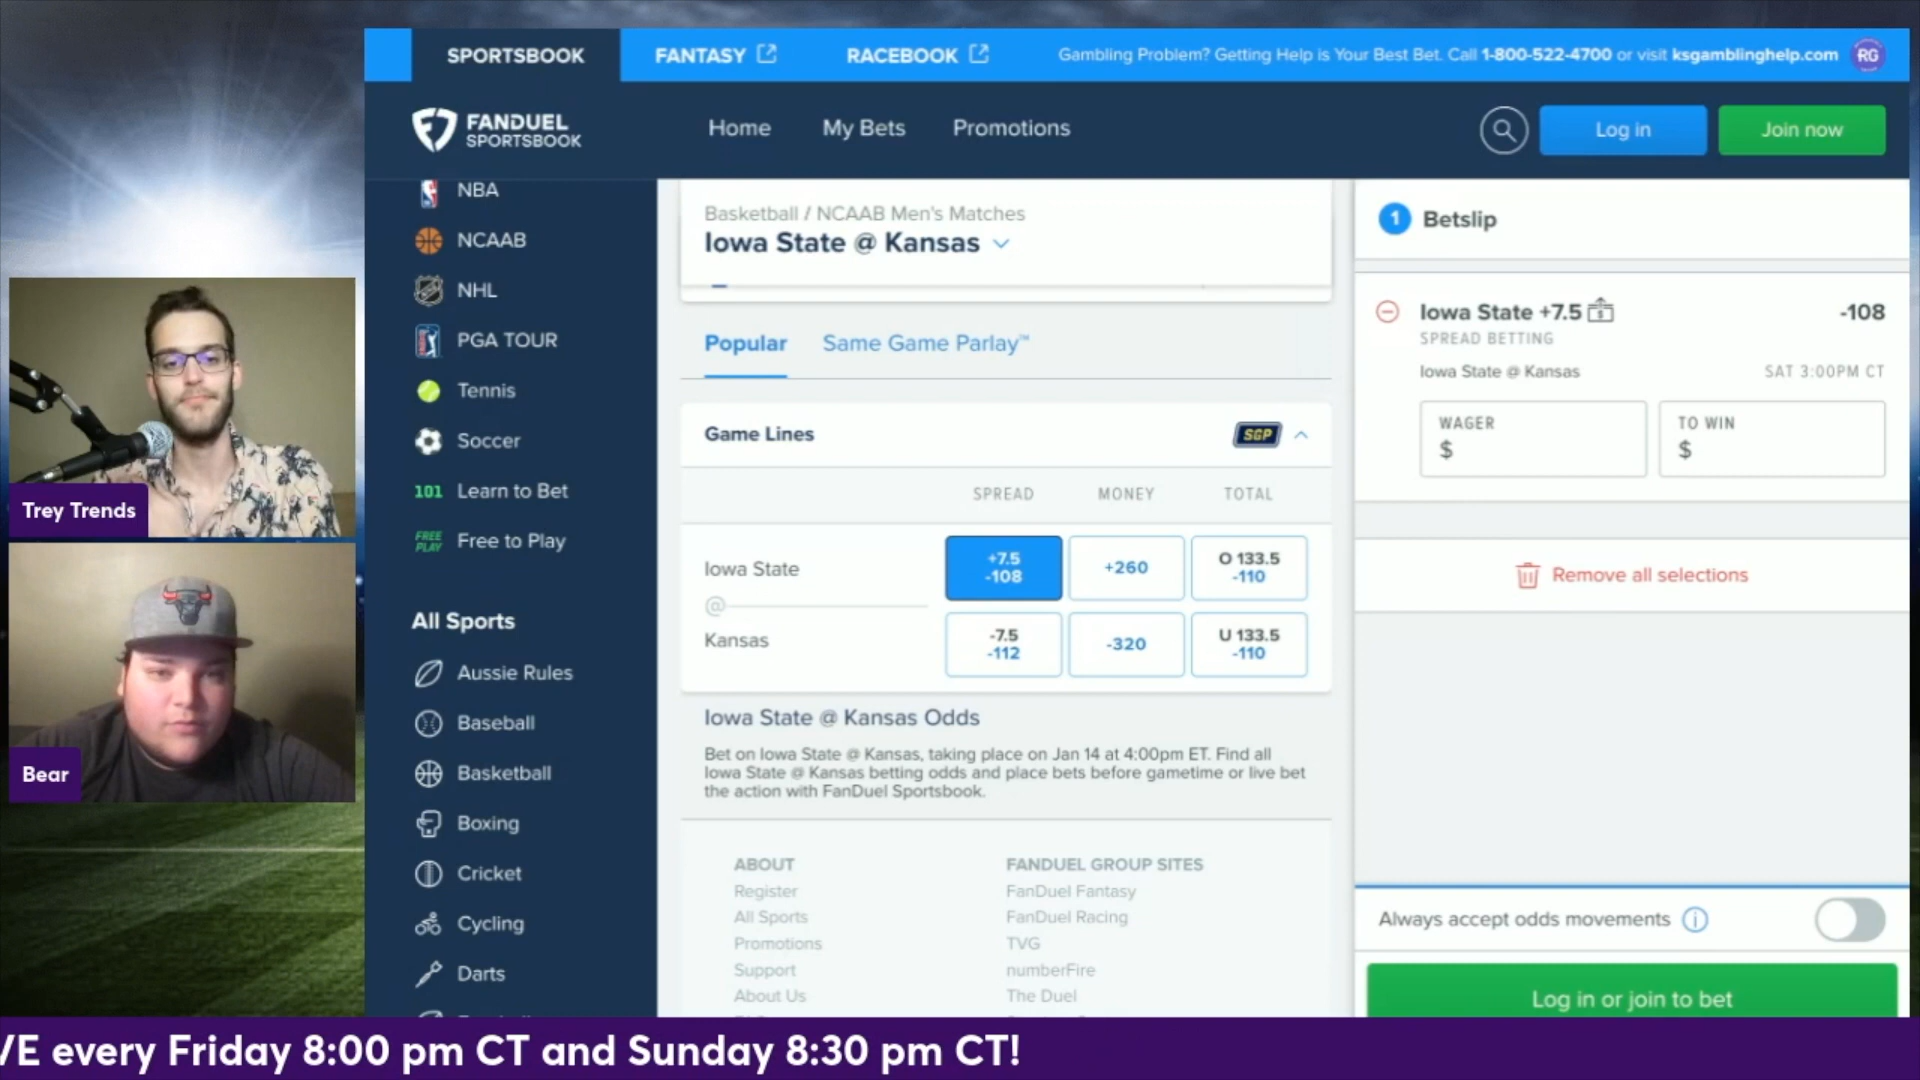 SPORTSBOOK
FANTASY
RACEBOOK
Gambling Problem? Getting Help is Your Best Bet. Call 1-800-522-4700 or visit ksgamblinghelp.com
RG
FANDUEL
SPORTSBOOK
Home
My Bets
Promotions
Log in
Join now
NBA
NCAAB
NHL
PGA TOUR
Tennis
Soccer
101 Learn to Bet
FREE PLAY Free to Play
All Sports
Aussie Rules
Baseball
Basketball
Boxing
Cricket
Cycling
Darts
Basketball / NCAAB Men's Matches
Iowa State @ Kansas
Popular
Same Game Parlay™
Game Lines
SGP
SPREAD MONEY TOTAL
Iowa State
+7.5
-108
+260
O 133.5
-110
@
Kansas
-7.5
-112
-320
U 133.5
-110
Iowa State @ Kansas Odds
Bet on Iowa State @ Kansas, taking place on Jan 14 at 4:00pm ET. Find all
Iowa State @ Kansas betting odds and place bets before gametime or live bet
the action with FanDuel Sportsbook.
ABOUT
Register
All Sports
Promotions
Support
About Us
FANDUEL GROUP SITES
FanDuel Fantasy
FanDuel Racing
TVG
numberFire
The Duel
1 Betslip
Iowa State +7.5 -108
SPREAD BETTING
Iowa State @ Kansas SAT 3:00PM CT
WAGER
$
TO WIN
$
Remove all selections
Always accept odds movements
Log in or join to bet
Trey Trends
Bear
VE every Friday 8:00 pm CT and Sunday 8:30 pm CT!